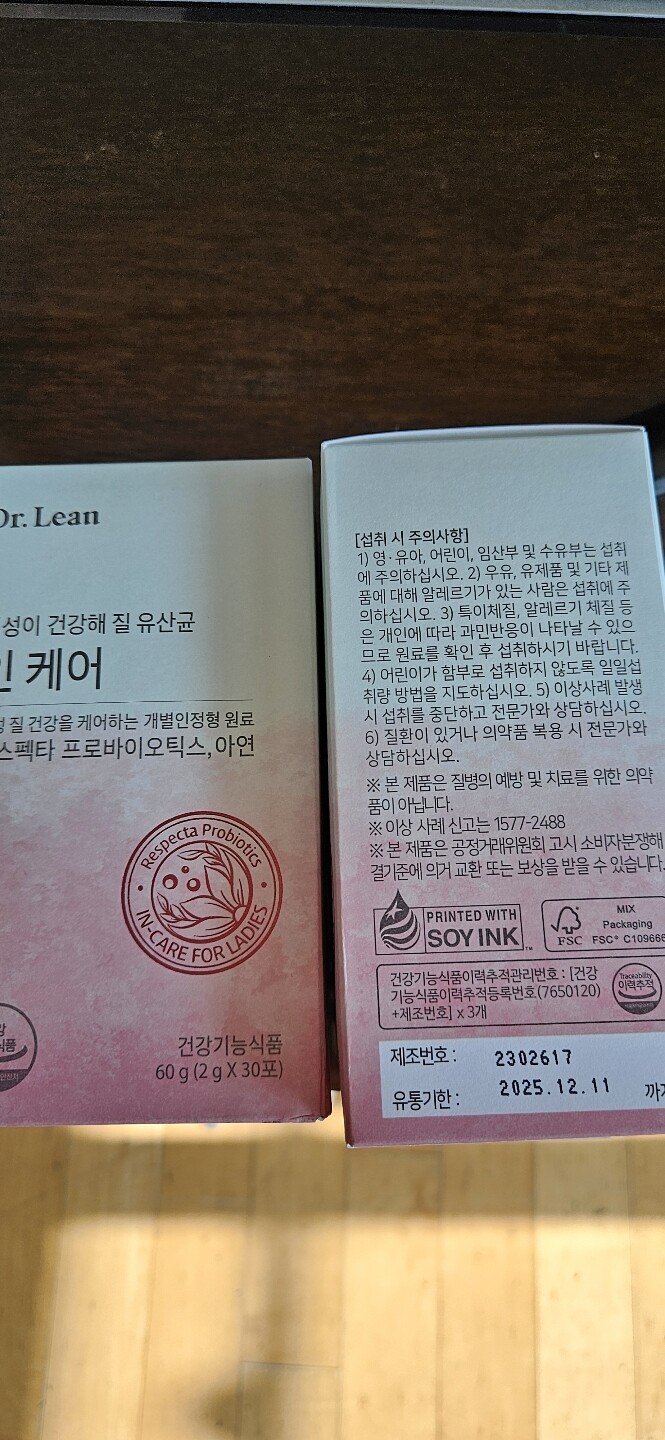 Dr. Lean
성이 건강해 질 유산균
인 케어
질 건강을 케어하는 개별인정형 원료
스펙타 프로바이오틱스, 아연
Respecta Probiotics
IN-CARE FOR LADIES
건강기능식품
60 g (2 g X 30포)
[섭취 시 주의사항]
1) 영·유아, 어린이, 임산부 및 수유부는 섭취
에 주의하십시오. 2) 우유, 유제품 및 기타 제
품에 대해 알레르기가 있는 사람은 섭취에 주
의하십시오. 3) 특이체질, 알레르기 체질 등
은 개인에 따라 과민반응이 나타날 수 있으
므로 원료를 확인 후 섭취하시기 바랍니다.
4) 어린이가 함부로 섭취하지 않도록 일일섭
취량 방법을 지도하십시오. 5) 이상사례 발생
시 섭취를 중단하고 전문가와 상담하십시오.
6) 질환이 있거나 의약품 복용 시 전문가와
상담하십시오.
※ 본 제품은 질병의 예방 및 치료를 위한 의약
품이 아닙니다.
※ 이상 사례 신고는 1577-2488
※ 본 제품은 공정거래위원회 고시 소비자분쟁해
결기준에 의거 교환 또는 보상을 받을 수 있습니다.
PRINTED WITH
SOY INK™
FSC
MIX
Packaging
FSC® C109666
건강기능식품이력추적관리번호 : [건강
기능식품이력추적등록번호(7650120)
+제조번호] x 3개
Traceability
이력추적
제조번호 : 2302617
유통기한 : 2025.12.11 까지